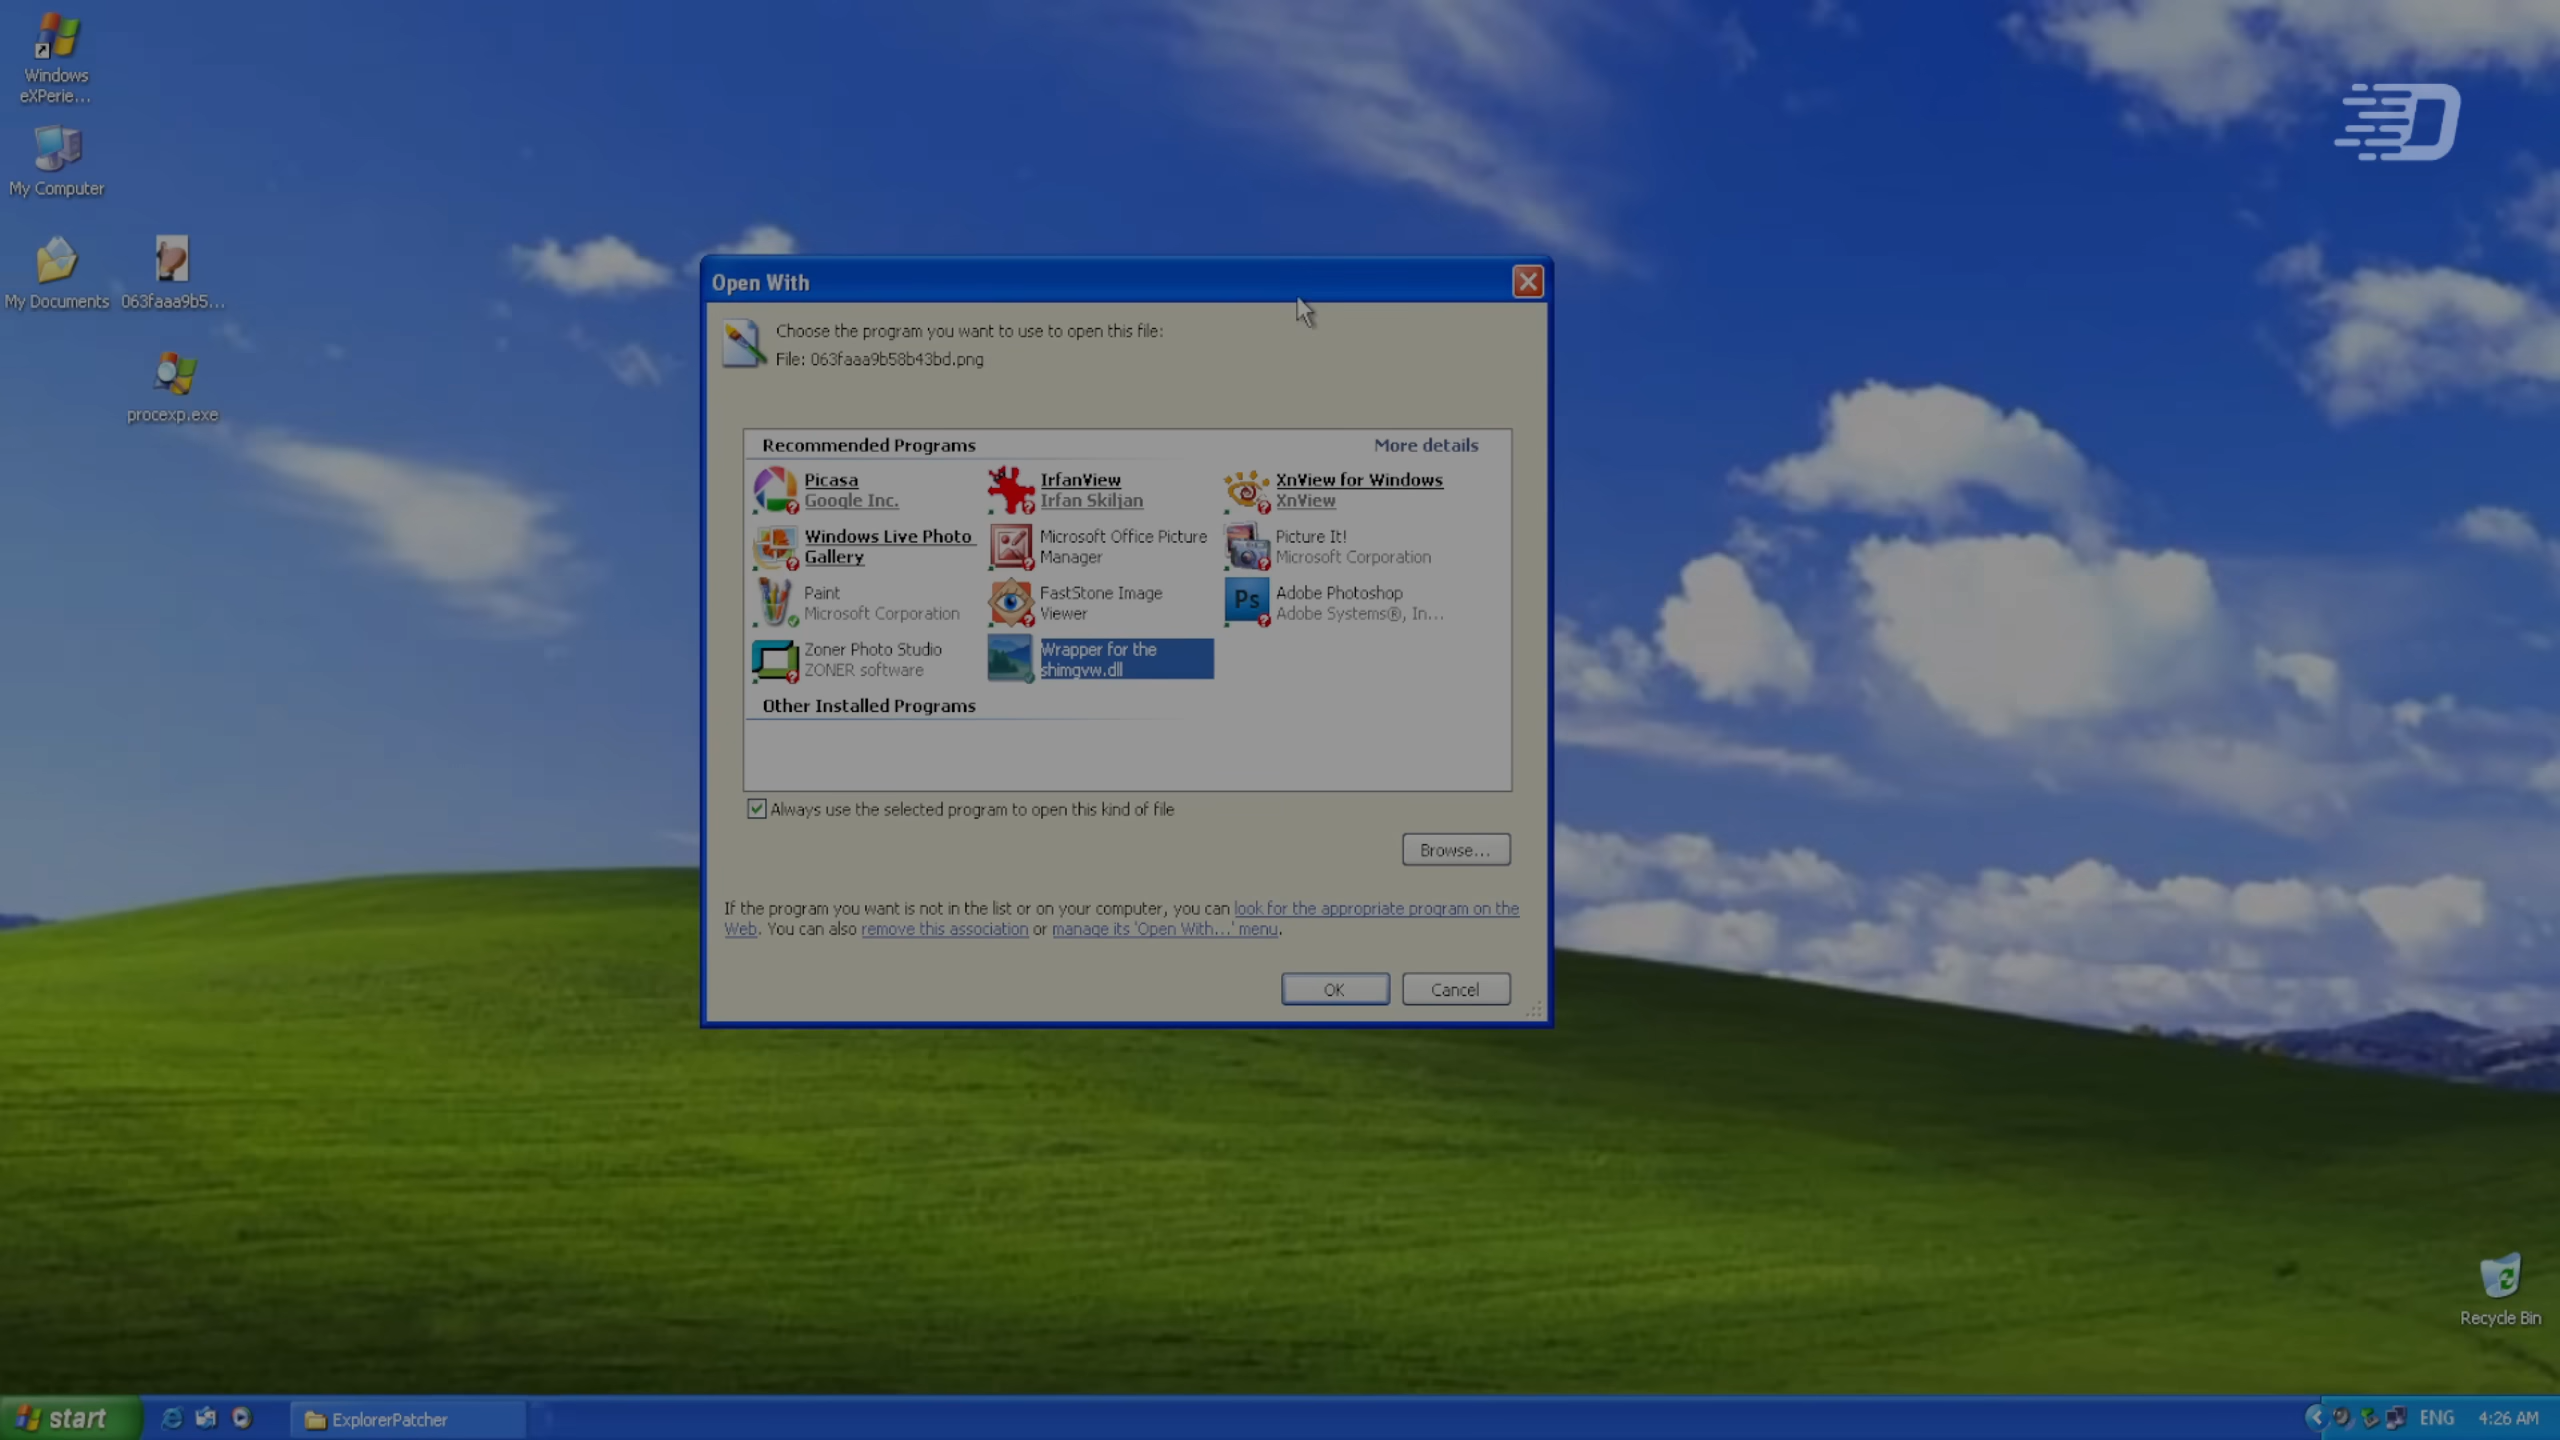 Windows
eXPerie...
My Computer
My Documents
063faaa9b5...
procexp.exe
Open With
Choose the program you want to use to open this file:
File: 063faaa9b58b43bd.png
Recommended Programs
More details
Picasa
Google Inc.
IrfanView
Irfan Skiljan
XnView for Windows
XnView
Windows Live Photo
Gallery
Microsoft Office Picture
Manager
Picture It!
Microsoft Corporation
Paint
Microsoft Corporation
FastStone Image
Viewer
Ps
Adobe Photoshop
Adobe Systems®, In...
Zoner Photo Studio
ZONER software
Wrapper for the
shimgvw.dll
Other Installed Programs
Always use the selected program to open this kind of file
Browse...
If the program you want is not in the list or on your computer, you can look for the appropriate program on the
Web. You can also remove this association or manage its 'Open With...' menu.
OK
Cancel
Recycle Bin
start
ExplorerPatcher
ENG
4:26 AM